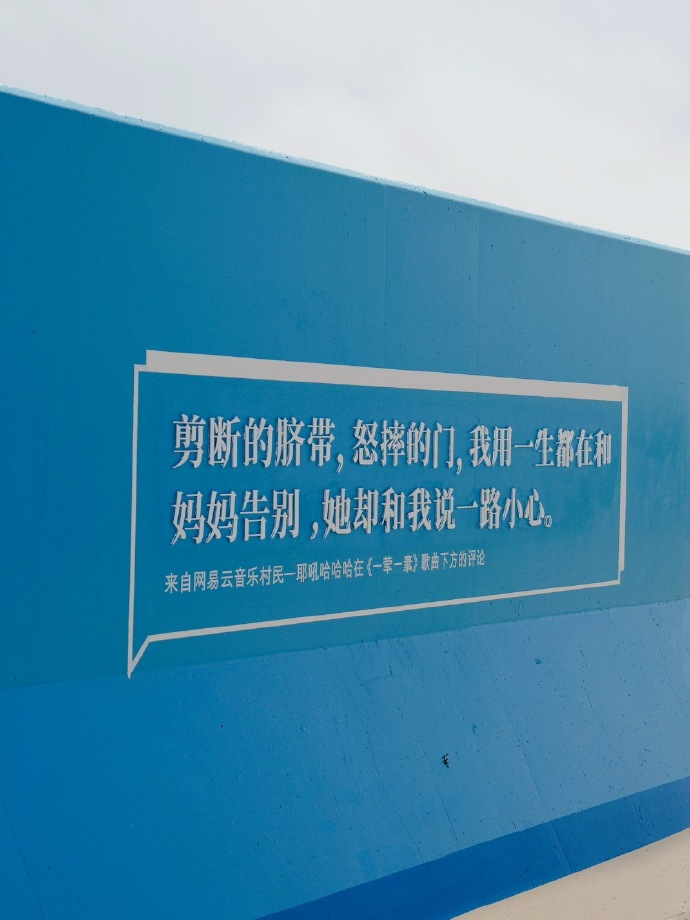 剪断的脐带，怒摔的门，我用一生都在和
妈妈告别，她却和我说一路小心。
来自网易云音乐村民—耶吼哈哈哈在《一荤一素》歌曲下方的评论